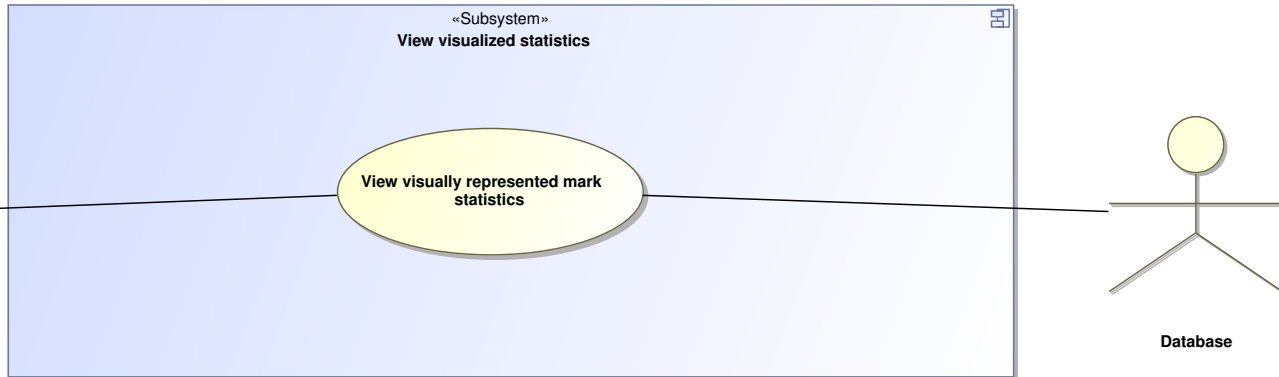 «Subsystem»
View visualized statistics
View visually represented mark
statistics
Database